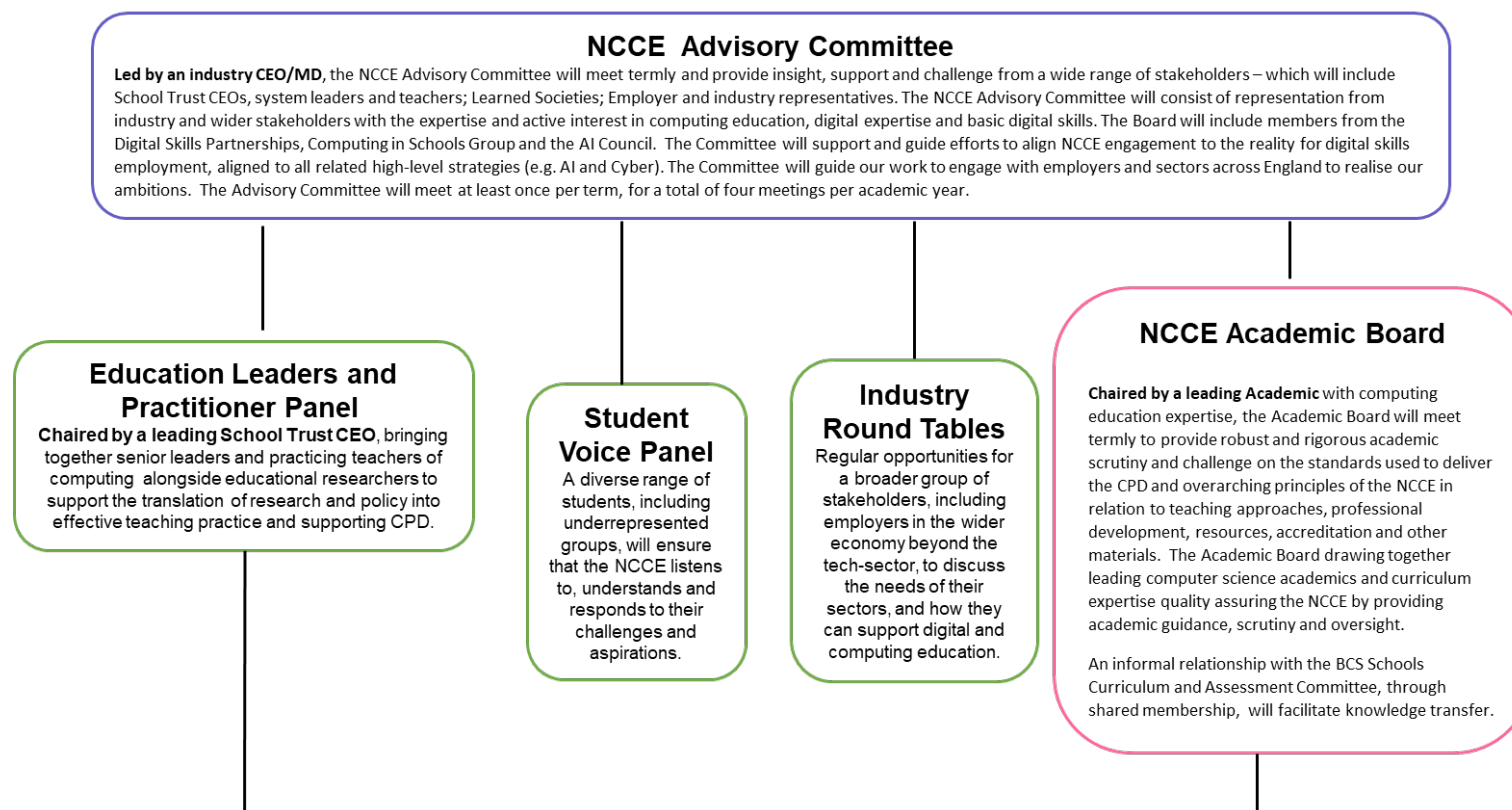 NCCE  Advisory Committee
Led by an industry CEO/MD, the NCCE Advisory Committee will meet termly and provide insight, support and challenge from a wide range of stakeholders – which will include
School Trust CEOs, system leaders and teachers; Learned Societies; Employer and industry representatives. The NCCE Advisory Committee will consist of representation from
industry and wider stakeholders with the expertise and active interest in computing education, digital expertise and basic digital skills. The Board will include members from the
Digital Skills Partnerships, Computing in Schools Group and the AI Council.  The Committee will support and guide efforts to align NCCE engagement to the reality for digital skills
employment, aligned to all related high-level strategies (e.g. AI and Cyber). The Committee will guide our work to engage with employers and sectors across England to realise our
ambitions.  The Advisory Committee will meet at least once per term, for a total of four meetings per academic year.
Education Leaders and
Practitioner Panel
Chaired by a leading School Trust CEO, bringing
together senior leaders and practicing teachers of
computing  alongside educational researchers to
support the translation of research and policy into
effective teaching practice and supporting CPD.
Student
Voice Panel
A diverse range of
students, including
underrepresented
groups, will ensure
that the NCCE listens
to, understands and
responds to their
challenges and
aspirations.
Industry
Round Tables
Regular opportunities for
a broader group of
stakeholders, including
employers in the wider
economy beyond the
tech-sector, to discuss
the needs of their
sectors, and how they
can support digital and
computing education.
NCCE Academic Board
Chaired by a leading Academic with computing
education expertise, the Academic Board will meet
termly to provide robust and rigorous academic
scrutiny and challenge on the standards used to deliver
the CPD and overarching principles of the NCCE in
relation to teaching approaches, professional
development, resources, accreditation and other
materials.  The Academic Board drawing together
leading computer science academics and curriculum
expertise quality assuring the NCCE by providing
academic guidance, scrutiny and oversight.
An informal relationship with the BCS Schools
Curriculum and Assessment Committee, through
shared membership,  will facilitate knowledge transfer.